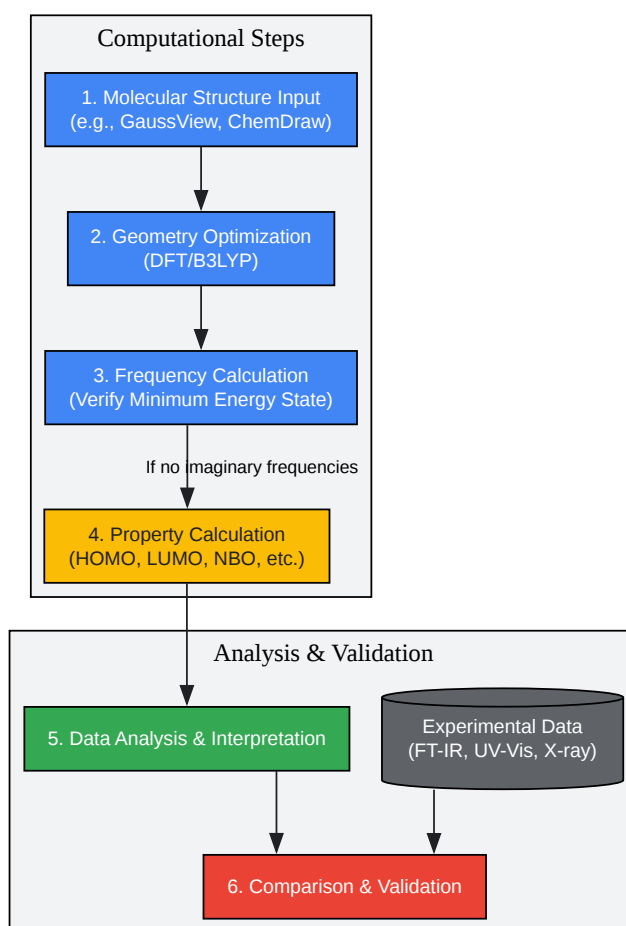 Computational Steps
1. Molecular Structure Input
(e.g., GaussView, ChemDraw)
2. Geometry Optimization
(DFT/B3LYP)
3. Frequency Calculation
(Verify Minimum Energy State)
If no imaginary frequencies
4. Property Calculation
(HOMO, LUMO, NBO, etc.)
Analysis & Validation
5. Data Analysis & Interpretation
Experimental Data
(FT-IR, UV-Vis, X-ray)
6. Comparison & Validation